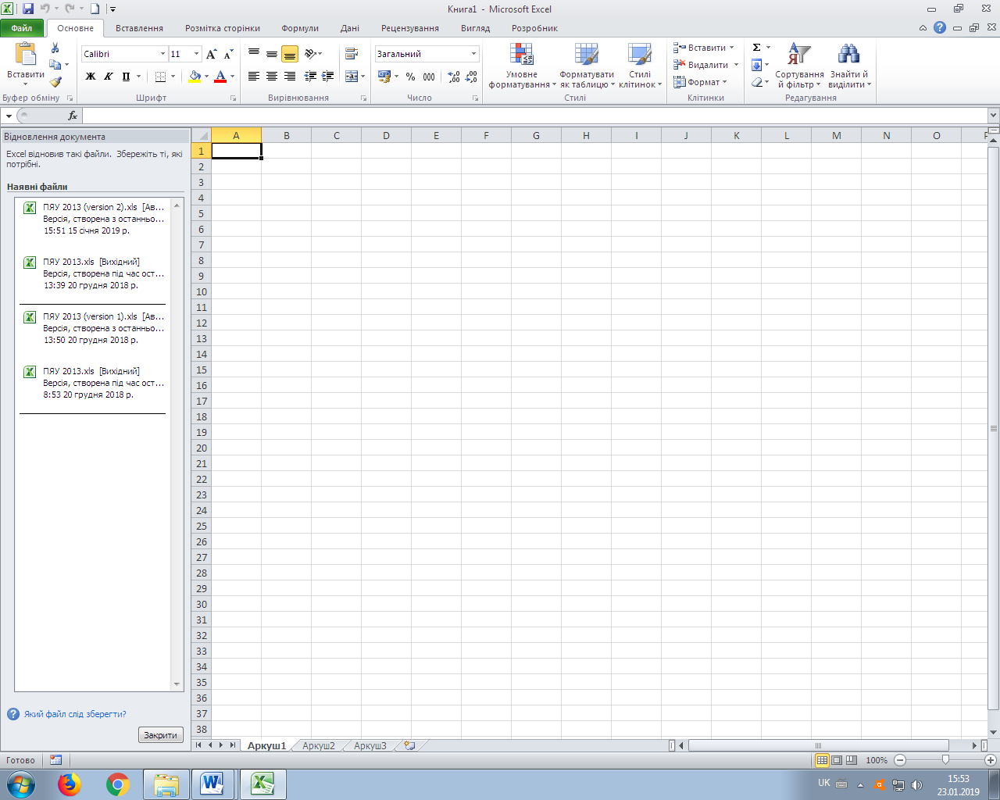 Книга1 - Microsoft Excel
Файл Основне Вставлення Розмітка сторінки Формули Дані Рецензування Вигляд Розробник
Вставити
Calibri 11
Ж К П
Загальний
% 000
Умовне форматування
Форматувати як таблицю
Стилі клітинок
Вставити
Видалити
Формат
Σ
Сортування й фільтр
Знайти й виділити
Буфер обміну Шрифт Вирівнювання Число Стилі Клітинки Редагування
fx
Відновлення документа
Excel відновив такі файли. Збережіть ті, які
потрібні.
Наявні файли
ПЯУ 2013 (version 2).xls [Ав...
Версія, створена з останньо...
15:51 15 січня 2019 р.
ПЯУ 2013.xls [Вихідний]
Версія, створена під час ост...
13:39 20 грудня 2018 р.
ПЯУ 2013 (version 1).xls [Ав...
Версія, створена з останньо...
13:50 20 грудня 2018 р.
ПЯУ 2013.xls [Вихідний]
Версія, створена під час ост...
8:53 20 грудня 2018 р.
Який файл слід зберегти?
Закрити
A B C D E F G H I J K L M N O
1
2
3
4
5
6
7
8
9
10
11
12
13
14
15
16
17
18
19
20
21
22
23
24
25
26
27
28
29
30
31
32
33
34
35
36
37
38
Аркуш1 Аркуш2 Аркуш3
Готово
100%
UK
15:53
23.01.2019